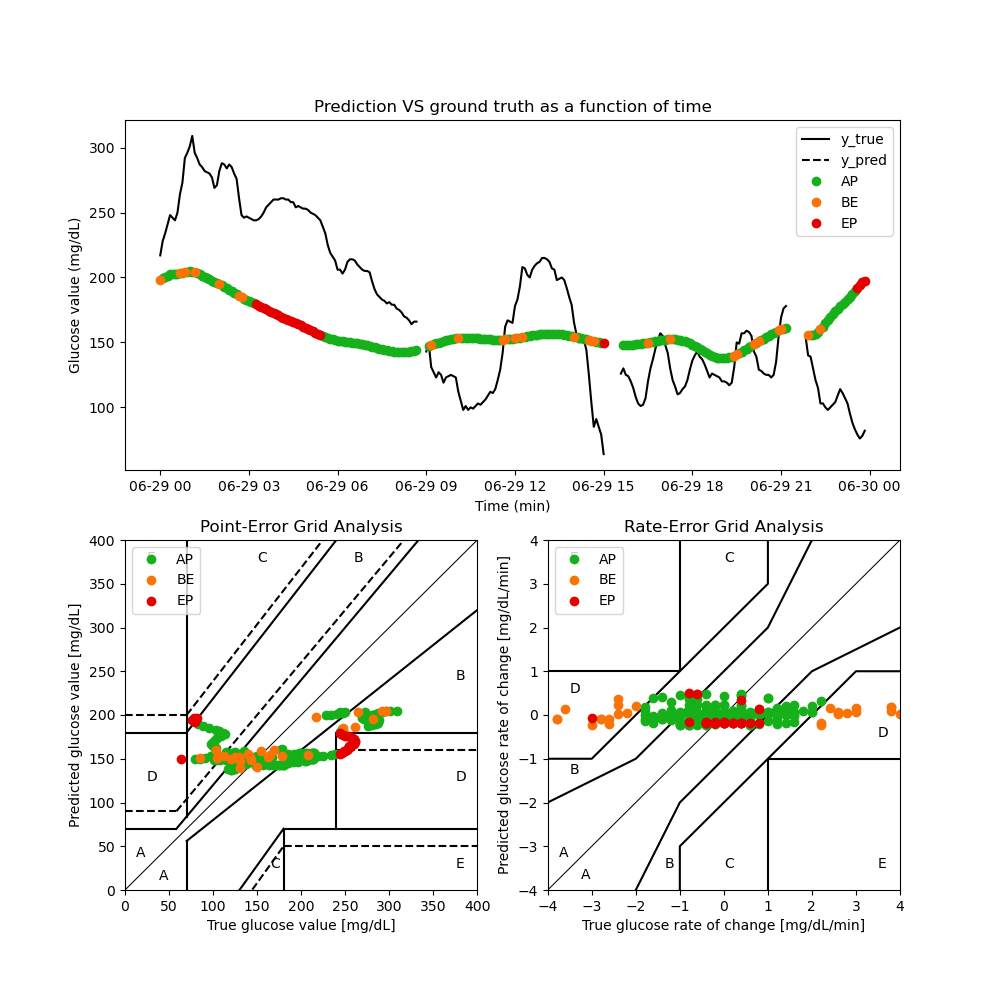 Prediction VS ground truth as a function of time
Glucose value (mg/dL)
300
250
200
150
100
y_true
y_pred
AP
BE
EP
06-29 00 06-29 03 06-29 06 06-29 09 06-29 12 06-29 15 06-29 18 06-29 21 06-30 00
Time (min)
Point-Error Grid Analysis
Predicted glucose value [mg/dL]
400
350
300
250
200
150
100
50
0
AP
BE
EP
C B
B
D D
A
A
C E
0 50 100 150 200 250 300 350 400
True glucose value [mg/dL]
Rate-Error Grid Analysis
Predicted glucose rate of change [mg/dL/min]
4
3
2
1
0
−1
−2
−3
−4
AP
BE
EP
C
D
D
B
A
A
B C E
−4 −3 −2 −1 0 1 2 3 4
True glucose rate of change [mg/dL/min]